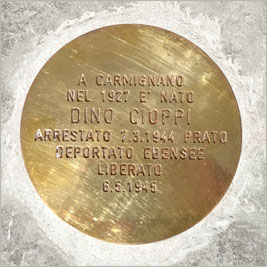 A CARMIGNANO
NEL 1927 E' NATO
DINO CIOPPI
ARRESTATO 7.3.1944 PRATO
DEPORTATO EBENSEE
LIBERATO
6.5.1945